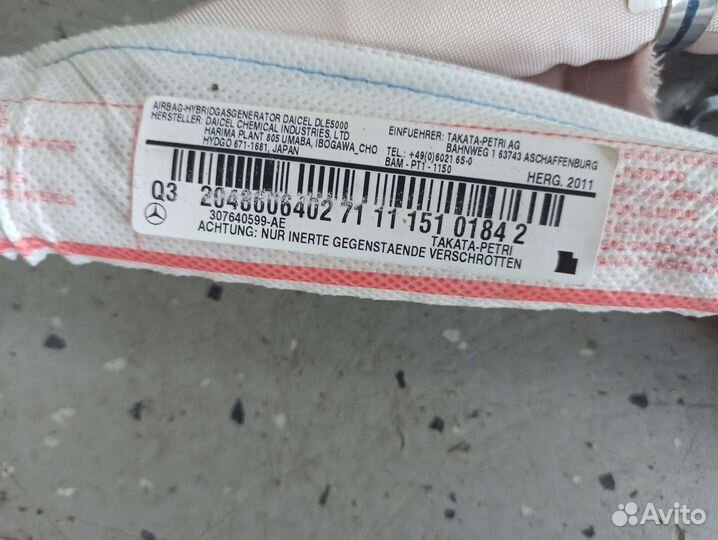 AIRBAG-HYBRIDGASGENERATOR DAICEL DLE5000
HERSTELLER: DAICEL CHEMICAL INDUSTRIES, LTD
HARIMA PLANT 805 UMABA, IBOGAWA_CHO
HYDGO 671-1681, JAPAN
EINFUEHRER: TAKATA-PETRI AG
BAHNWEG 1 63743 ASCHAFFENBURG
TEL.: +49(0)6021 65-0
BAM - PT1 - 1150
HERG. 2011
Q3 2048606402 71 11 151 0184 2
307640599-AE
TAKATA-PETRI
ACHTUNG: NUR INERTE GEGENSTAENDE VERSCHROTTEN
Avito